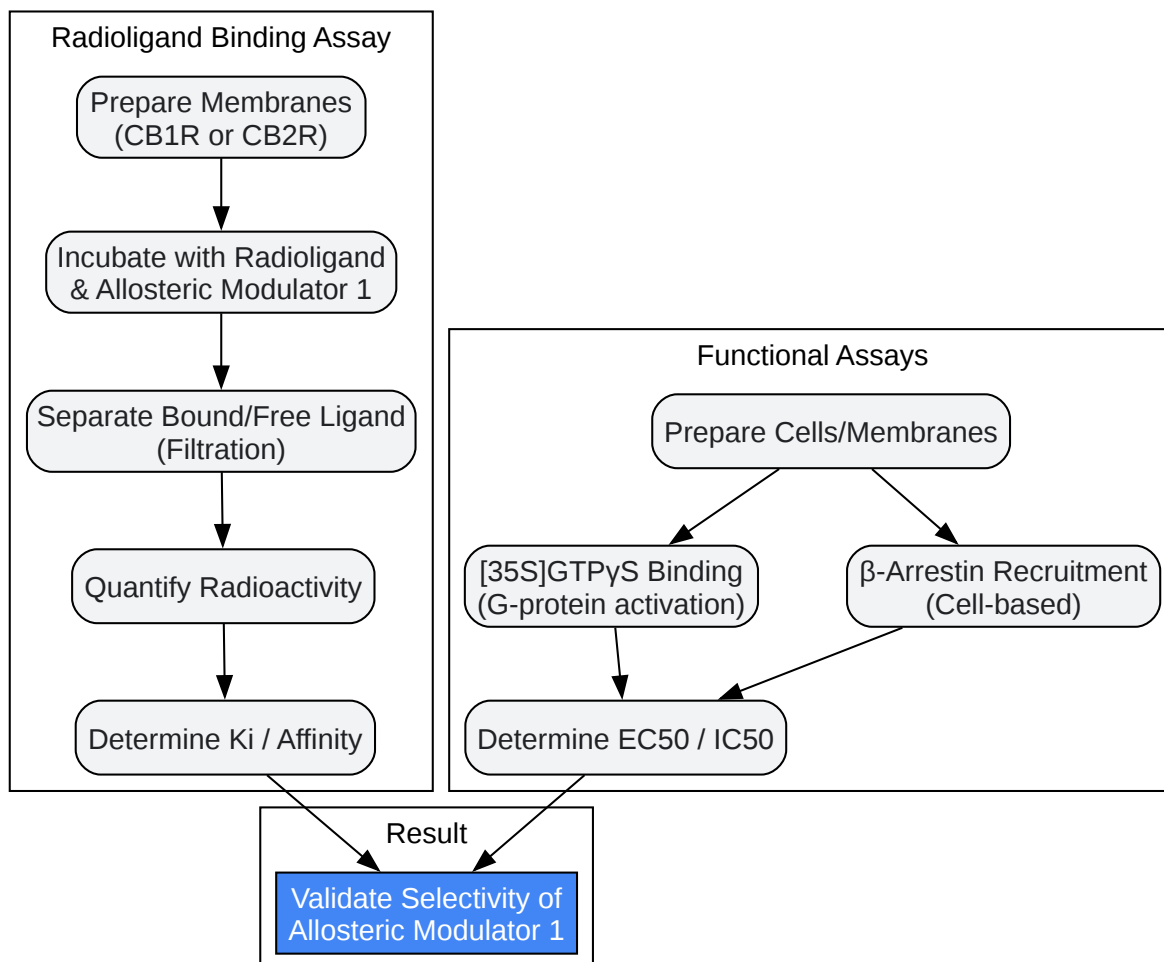 Radioligand Binding Assay
Prepare Membranes
(CB1R or CB2R)
Incubate with Radioligand
& Allosteric Modulator 1
Separate Bound/Free Ligand
(Filtration)
Quantify Radioactivity
Determine Ki / Affinity
Functional Assays
Prepare Cells/Membranes
[35S]GTPγS Binding
(G-protein activation)
β-Arrestin Recruitment
(Cell-based)
Determine EC50 / IC50
Result
Validate Selectivity of
Allosteric Modulator 1